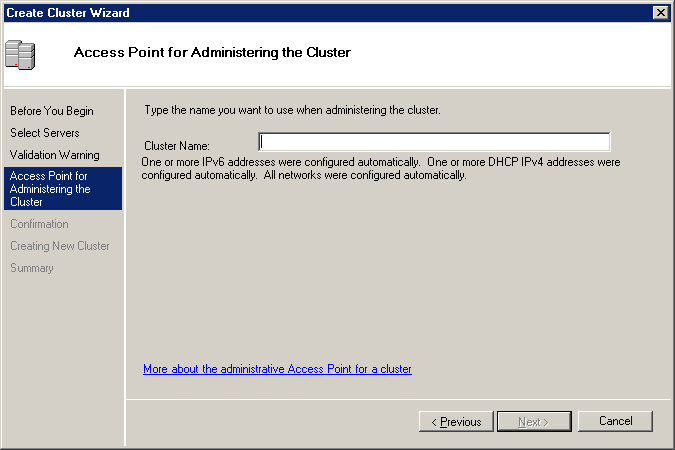 Create Cluster Wizard
Access Point for Administering the Cluster
Before You Begin
Select Servers
Validation Warning
Access Point for
Administering the
Cluster
Confirmation
Creating New Cluster
Summary
Type the name you want to use when administering the cluster.
Cluster Name:
One or more IPv6 addresses were configured automatically. One or more DHCP IPv4 addresses were
configured automatically. All networks were configured automatically.
More about the administrative Access Point for a cluster
< Previous
Next >
Cancel